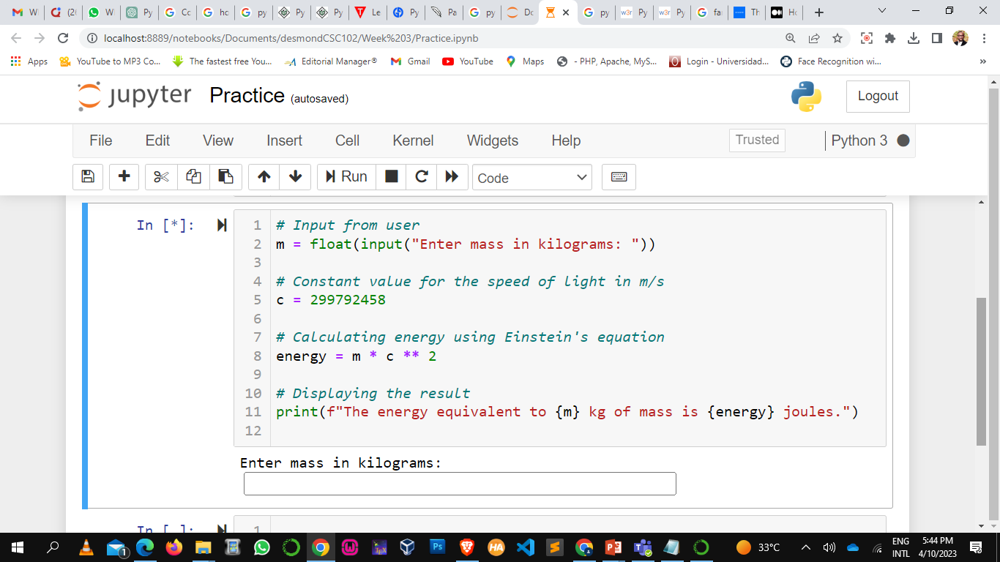 W
(2(
W
Py
Cc
hc
py
Py
Py
Le
Py
Pa
py
Dc
py
Py
Py
fa
Th
Hc
localhost:8889/notebooks/Documents/desmondCSC102/Week%203/Practice.ipynb
Apps YouTube to MP3 Co... The fastest free You... Editorial Manager® Gmail YouTube Maps - PHP, Apache, MyS... Login - Universidad... Face Recognition wi... »
jupyter Practice (autosaved) Logout
File Edit View Insert Cell Kernel Widgets Help Trusted Python 3
Run Code
In [*]:
1 # Input from user
2 m = float(input("Enter mass in kilograms: "))
3
4 # Constant value for the speed of light in m/s
5 c = 299792458
6
7 # Calculating energy using Einstein's equation
8 energy = m * c ** 2
9
10 # Displaying the result
11 print(f"The energy equivalent to {m} kg of mass is {energy} joules.")
12
Enter mass in kilograms:
In [ ]: 1
1 Ps HA 33°C ENG 5:44 PM
INTL 4/10/2023